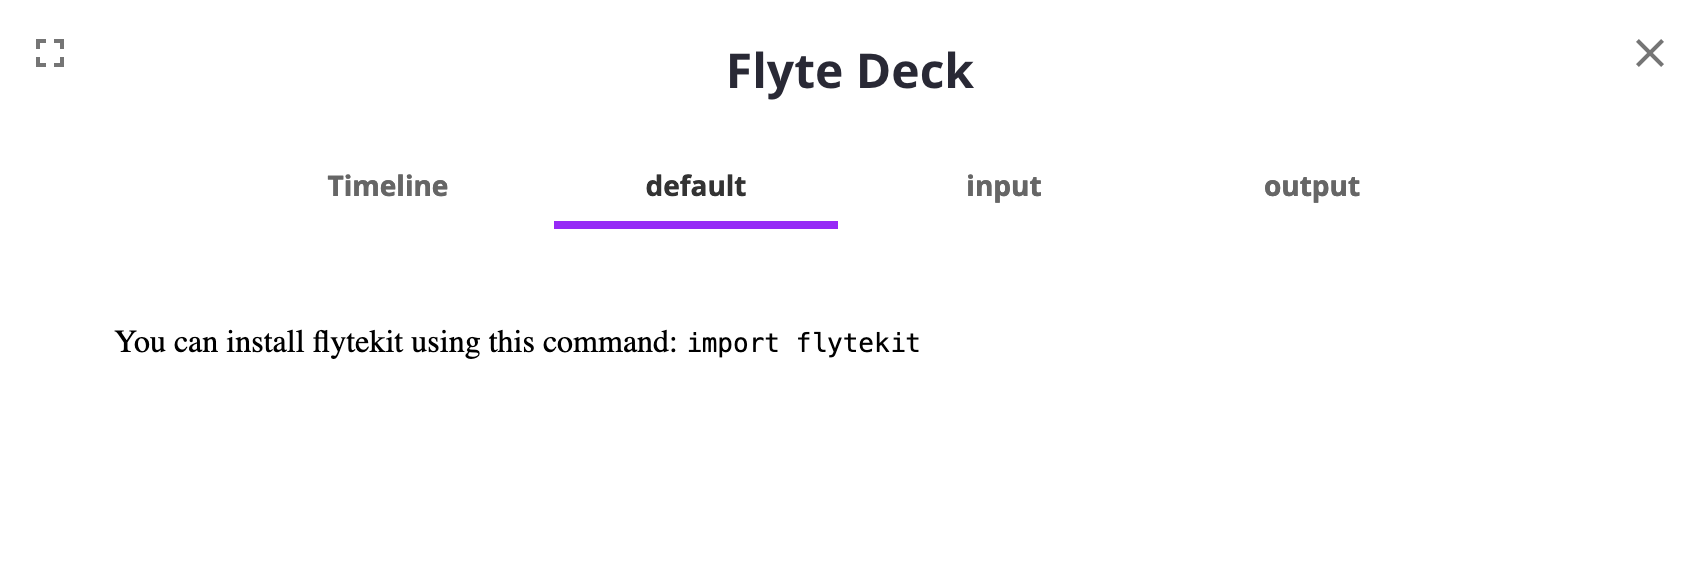 Flyte Deck
Timeline default input output
You can install flytekit using this command: import flytekit